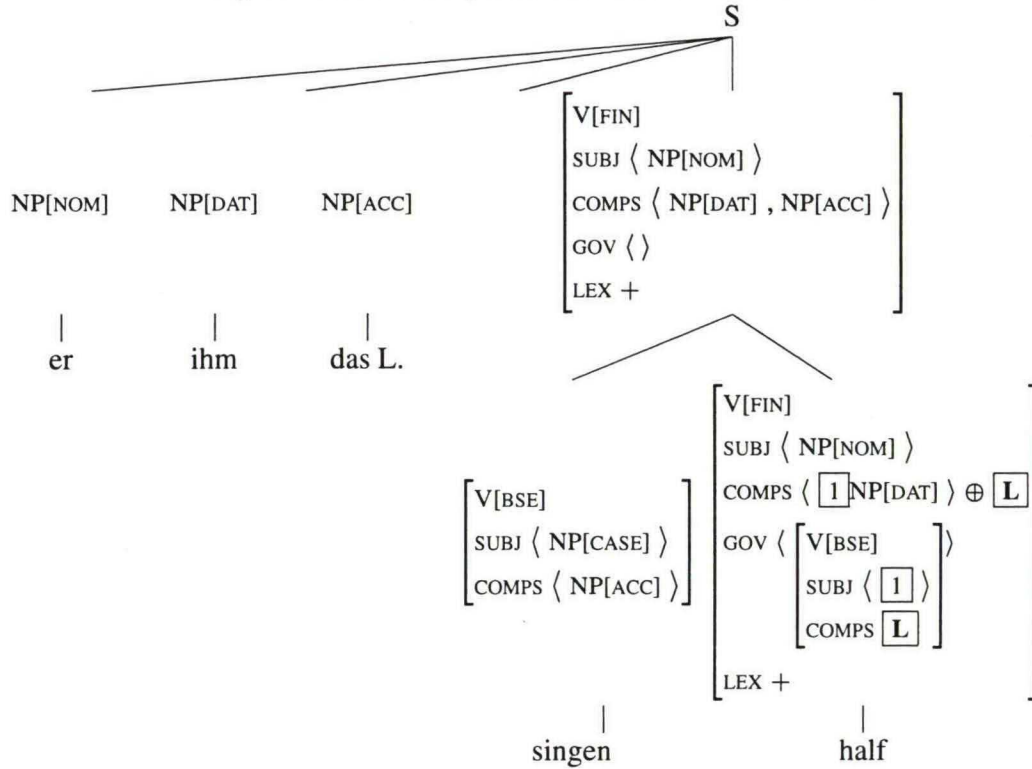 S
V[FIN]
SUBJ ⟨ NP[NOM] ⟩
NP[NOM] NP[DAT] NP[ACC] COMPS ⟨ NP[DAT] , NP[ACC] ⟩
GOV ⟨ ⟩
LEX +
er ihm das L.
V[FIN]
SUBJ ⟨ NP[NOM] ⟩
V[BSE] COMPS ⟨ 1 NP[DAT] ⟩ ⊕ L
SUBJ ⟨ NP[CASE] ⟩ GOV ⟨ V[BSE] ⟩
COMPS ⟨ NP[ACC] ⟩ SUBJ ⟨ 1 ⟩
COMPS L
LEX +
singen half